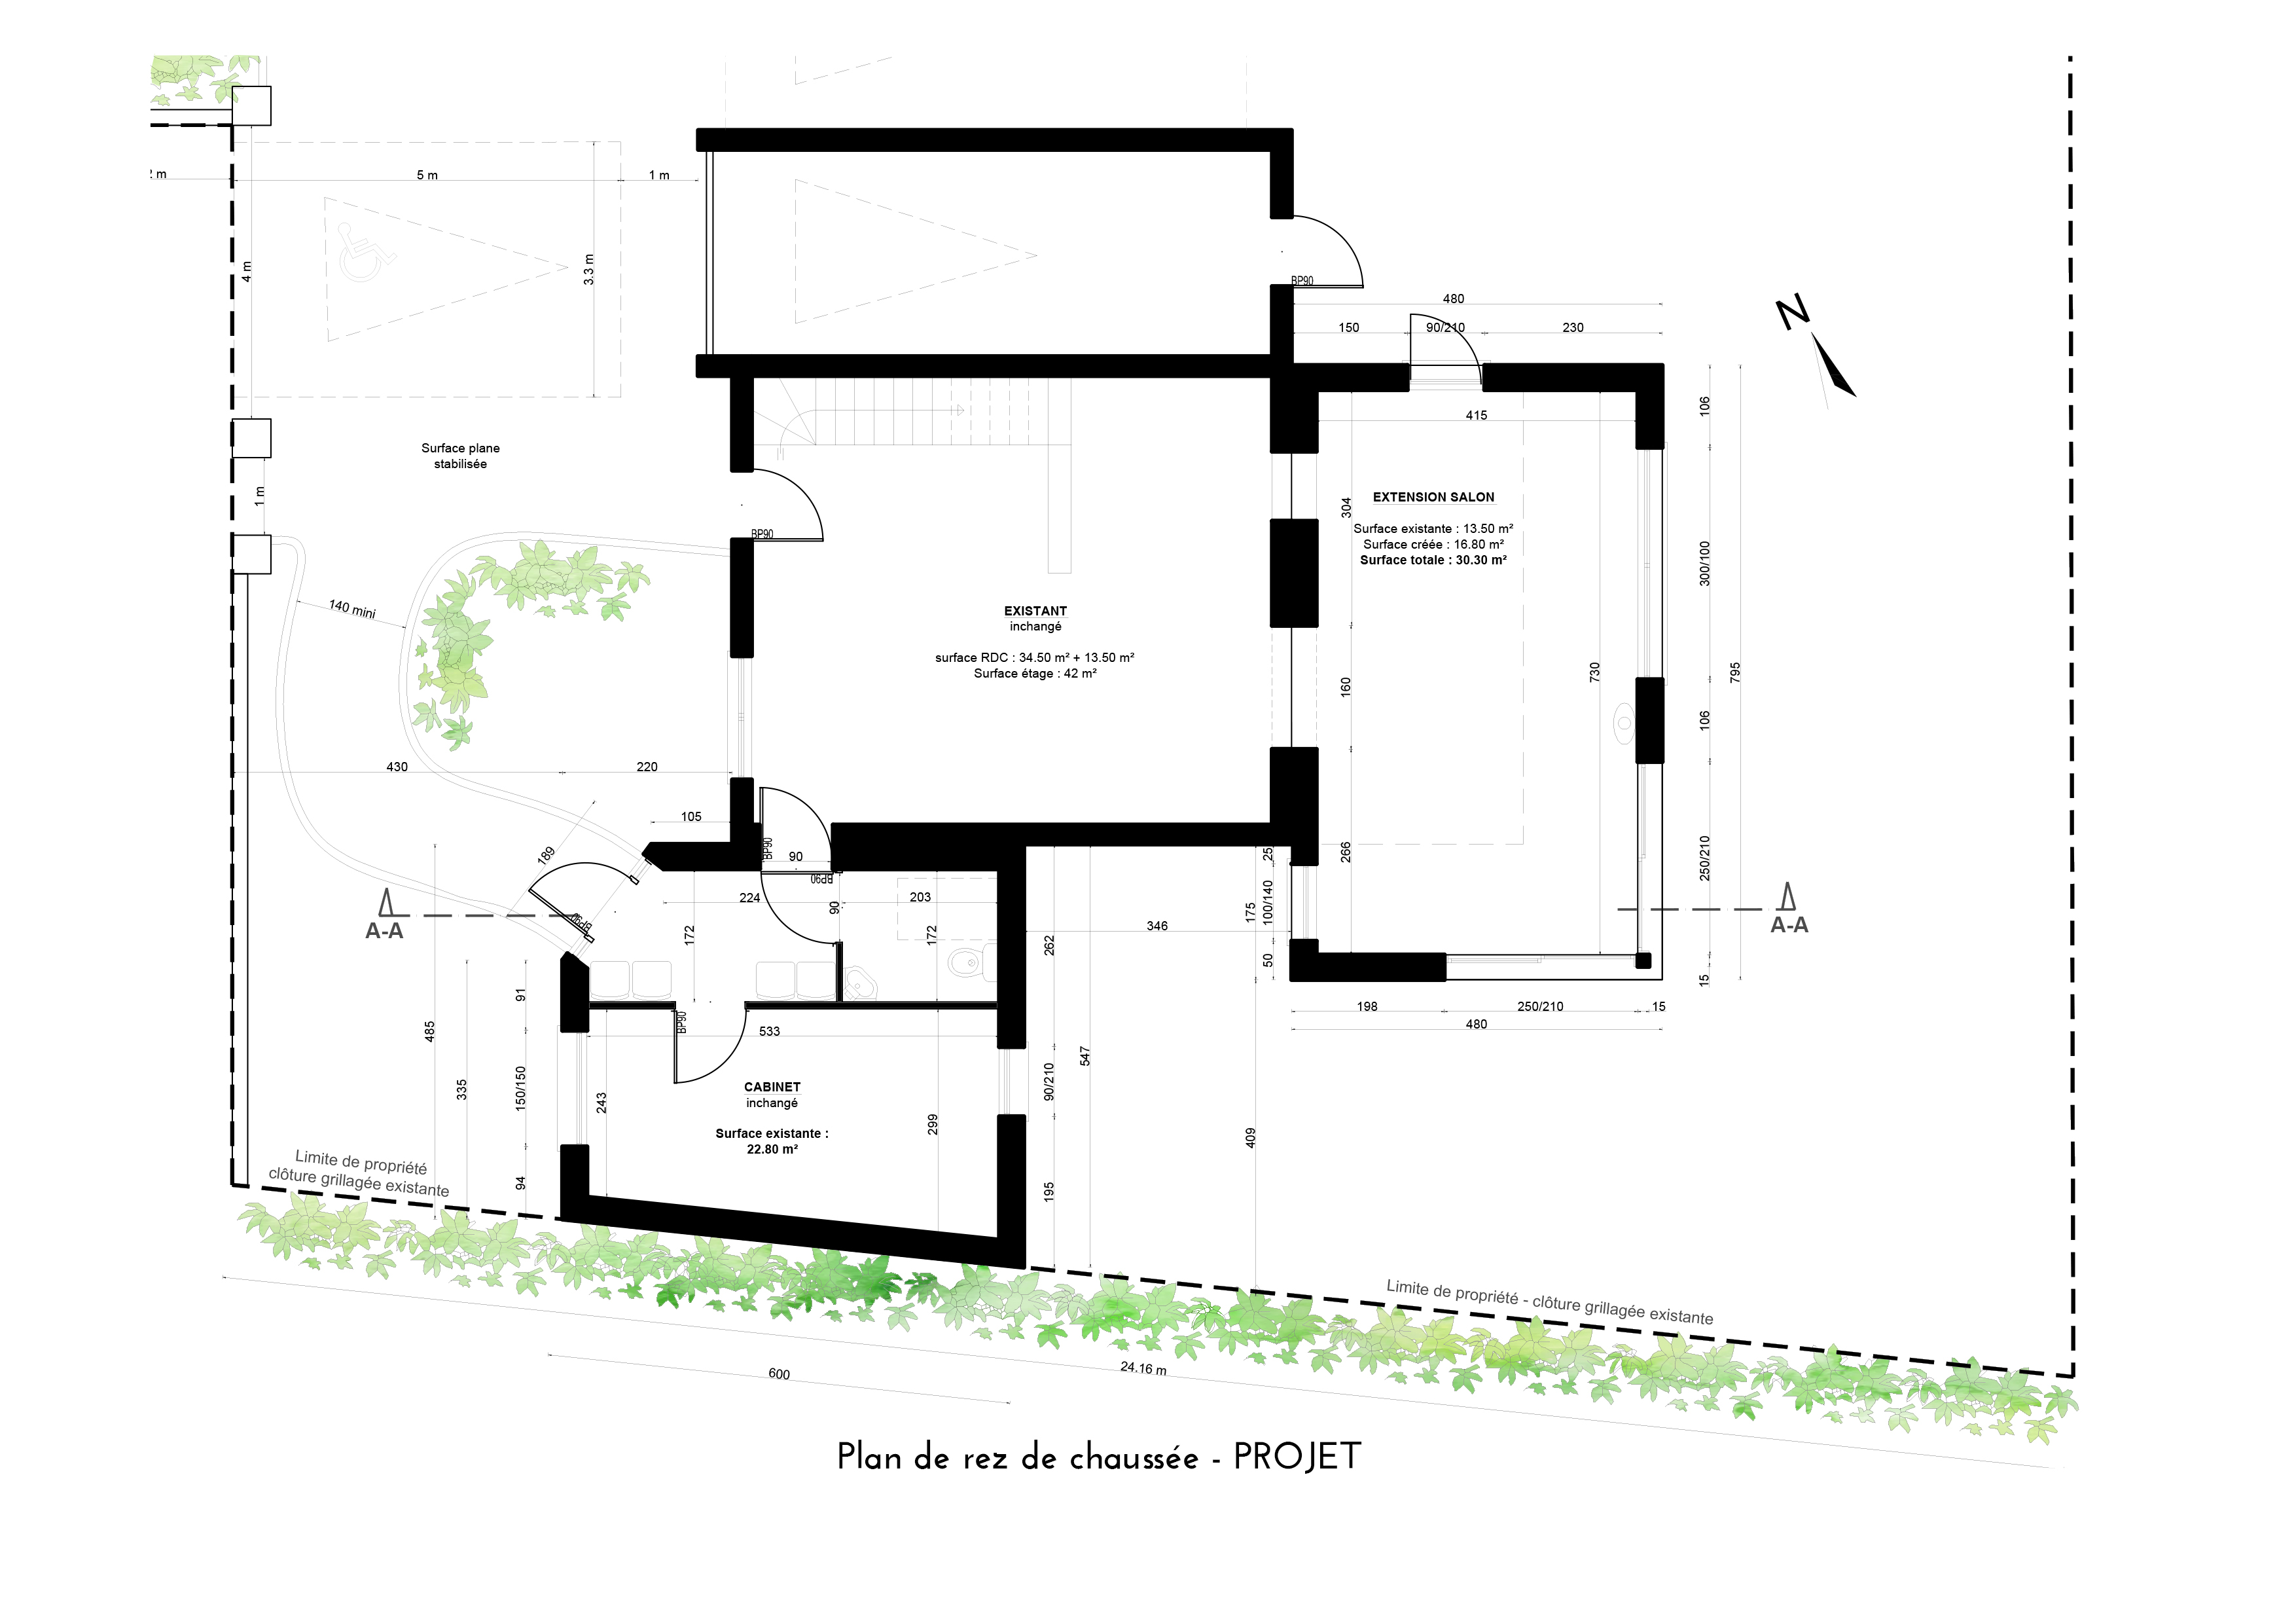 2 m
5 m
1 m
4 m
3.3 m
BP90
480
150
90/210
230
N
415
106
Surface plane
stabilisée
1 m
BP90
304
EXTENSION SALON
Surface existante : 13.50 m²
Surface créée : 16.80 m²
Surface totale : 30.30 m²
300/100
140 mini
EXISTANT
inchangé
surface RDC : 34.50 m² + 13.50 m²
Surface étage : 42 m²
160
730
795
106
430
220
105
189
BP90
90
BP90
25
266
250/210
A-A
BP90
224
90
203
172
172
346
262
175
100/140
50
A-A
15
91
485
BP90
533
198
250/210
15
480
335
150/150
243
CABINET
inchangé
Surface existante :
22.80 m²
299
90/210
547
409
94
195
Limite de propriété
clôture grillagée existante
Limite de propriété - clôture grillagée existante
600
24.16 m
Plan de rez de chaussée - PROJET